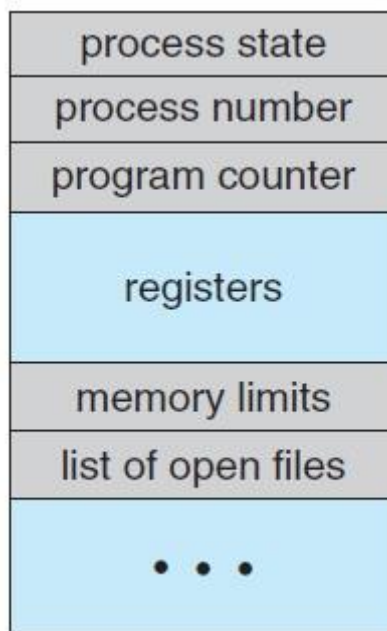 process state
process number
program counter
registers
memory limits
list of open files
• • •